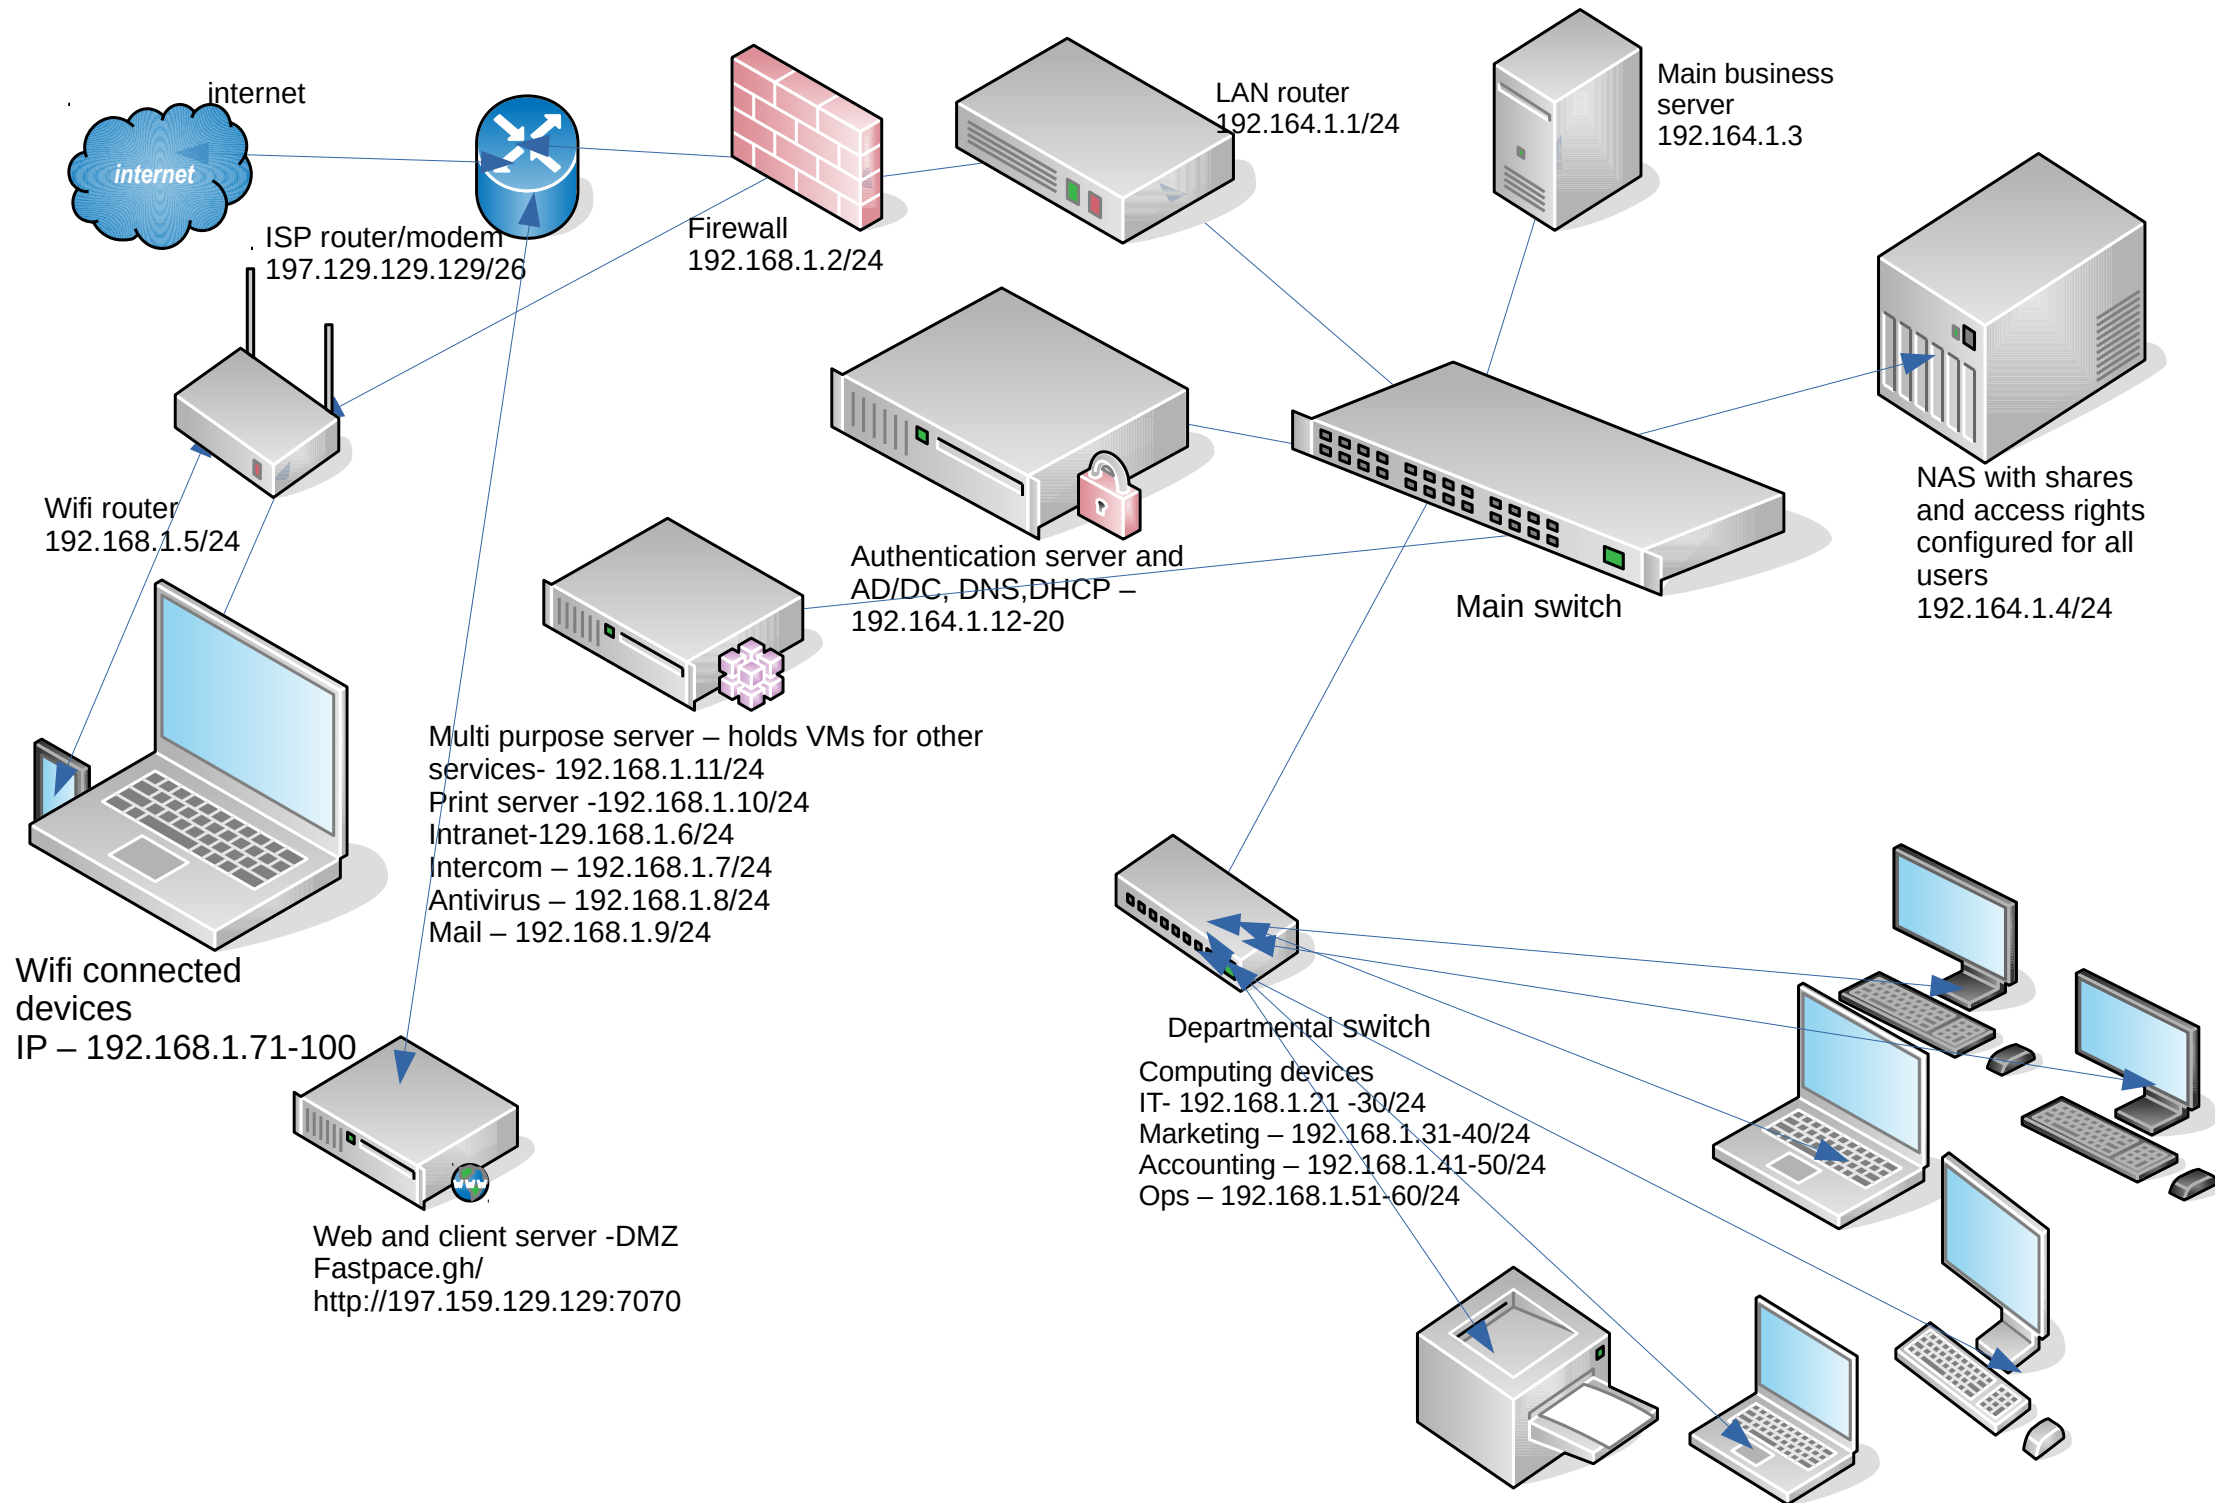 internet
internet
ISP router/modem
197.129.129.129/26
Firewall
192.168.1.2/24
LAN router
192.164.1.1/24
Main business
server
192.164.1.3
NAS with shares
and access rights
configured for all
users
192.164.1.4/24
Wifi router
192.168.1.5/24
Authentication server and
AD/DC, DNS,DHCP –
192.164.1.12-20
Main switch
Multi purpose server – holds VMs for other
services- 192.168.1.11/24
Print server -192.168.1.10/24
Intranet-129.168.1.6/24
Intercom – 192.168.1.7/24
Antivirus – 192.168.1.8/24
Mail – 192.168.1.9/24
Wifi connected
devices
IP – 192.168.1.71-100
Departmental switch
Computing devices
IT- 192.168.1.21 -30/24
Marketing – 192.168.1.31-40/24
Accounting – 192.168.1.41-50/24
Ops – 192.168.1.51-60/24
Web and client server -DMZ
Fastpace.gh/
http://197.159.129.129:7070